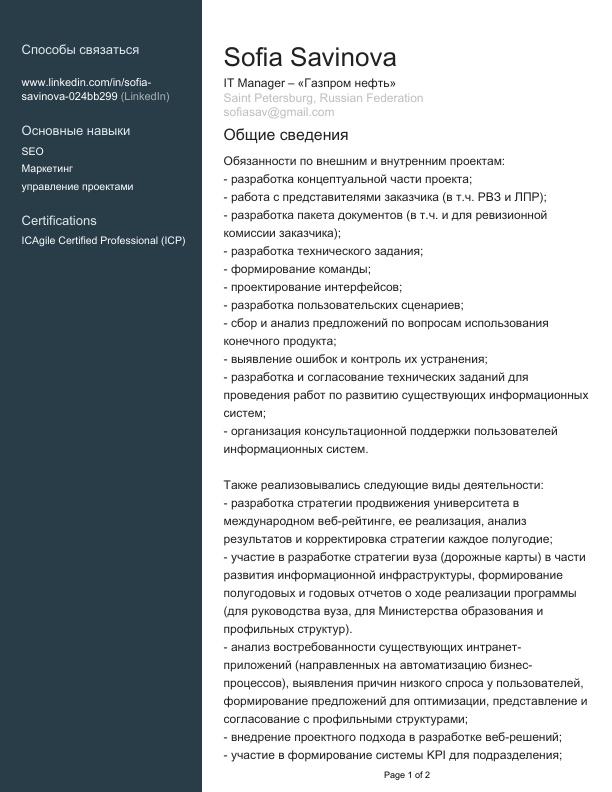 Способы связаться
www.linkedin.com/in/sofia-
savinova-024bb299 (LinkedIn)
Основные навыки
SEO
Маркетинг
управление проектами
Certifications
ICAgile Certified Professional (ICP)
Sofia Savinova
IT Manager – «Газпром нефть»
Saint Petersburg, Russian Federation
sofiasav@gmail.com
Общие сведения
Обязанности по внешним и внутренним проектам:
- разработка концептуальной части проекта;
- работа с представителями заказчика (в т.ч. РВЗ и ЛПР);
- разработка пакета документов (в т.ч. и для ревизионной
комиссии заказчика);
- разработка технического задания;
- формирование команды;
- проектирование интерфейсов;
- разработка пользовательских сценариев;
- сбор и анализ предложений по вопросам использования
конечного продукта;
- выявление ошибок и контроль их устранения;
- разработка и согласование технических заданий для
проведения работ по развитию существующих информационных
систем;
- организация консультационной поддержки пользователей
информационных систем.
Также реализовывались следующие виды деятельности:
- разработка стратегии продвижения университета в
международном веб-рейтинге, ее реализация, анализ
результатов и корректировка стратегии каждое полугодие;
- участие в разработке стратегии вуза (дорожные карты) в части
развития информационной инфраструктуры, формирование
полугодовых и годовых отчетов о ходе реализации программы
(для руководства вуза, для Министерства образования и
профильных структур).
- анализ востребованности существующих интранет-
приложений (направленных на автоматизацию бизнес-
процессов), выявления причин низкого спроса у пользователей,
формирование предложений для оптимизации, представление и
согласование с профильными структурами;
- внедрение проектного подхода в разработке веб-решений;
- участие в формирование системы KPI для подразделения;
Page 1 of 2